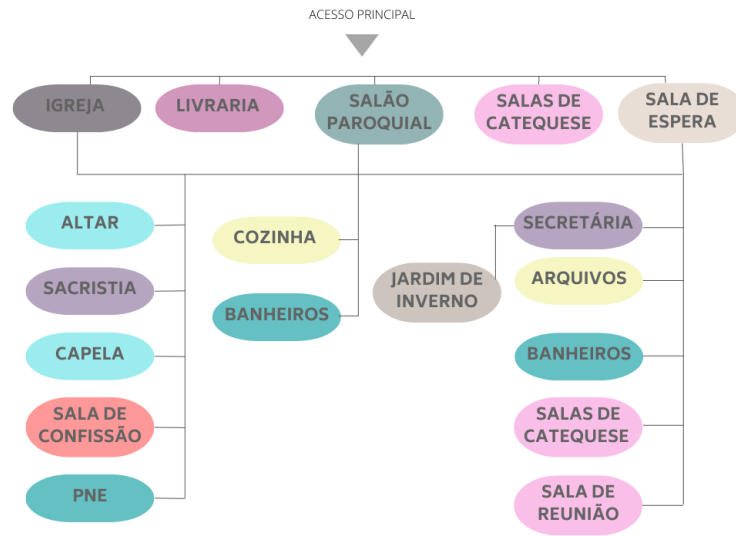 ACESSO PRINCIPAL
IGREJA
LIVRARIA
SALÃO
PAROQUIAL
SALAS DE
CATEQUESE
SALA DE
ESPERA
ALTAR
SACRISTIA
CAPELA
SALA DE
CONFISSÃO
PNE
COZINHA
BANHEIROS
JARDIM DE
INVERNO
SECRETÁRIA
ARQUIVOS
BANHEIROS
SALAS DE
CATEQUESE
SALA DE
REUNIÃO